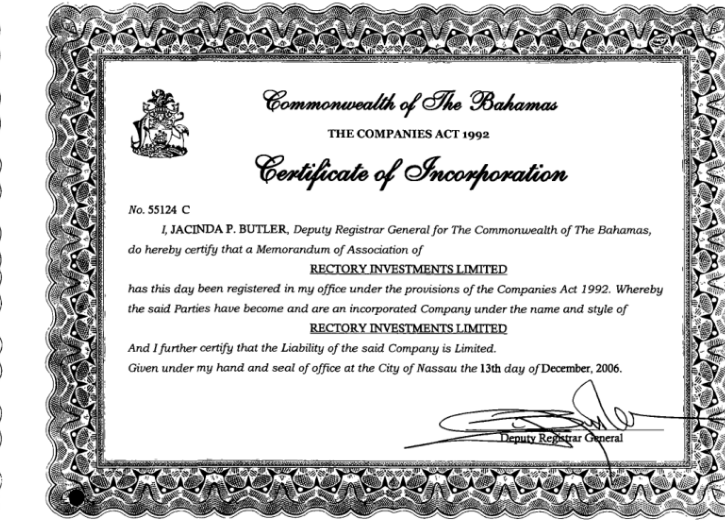 Commonwealth of The Bahamas
THE COMPANIES ACT 1992
Certificate of Incorporation
No. 55124 C
I, JACINDA P. BUTLER, Deputy Registrar General for The Commonwealth of The Bahamas,
do hereby certify that a Memorandum of Association of
RECTORY INVESTMENTS LIMITED
has this day been registered in my office under the provisions of the Companies Act 1992. Whereby
the said Parties have become and are an incorporated Company under the name and style of
RECTORY INVESTMENTS LIMITED
And I further certify that the Liability of the said Company is Limited.
Given under my hand and seal of office at the City of Nassau the 13th day of December, 2006.
Deputy Registrar General